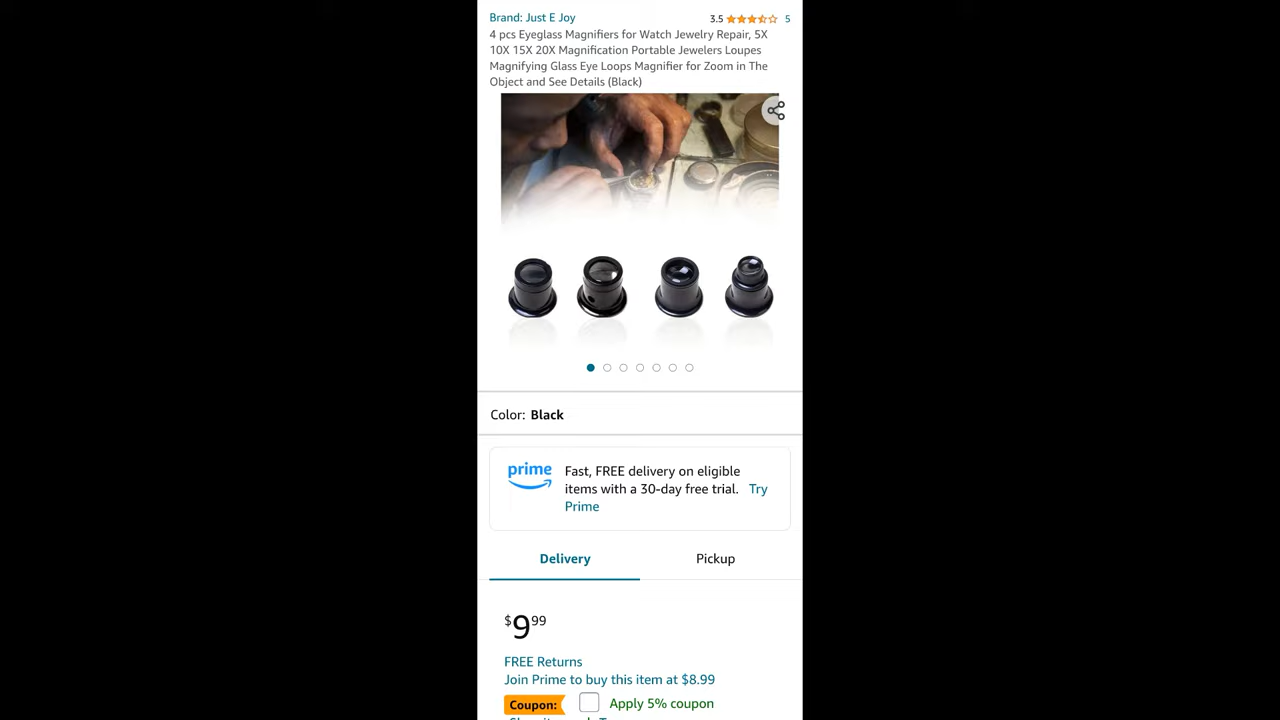 Brand: Just E Joy
3.5 5
4 pcs Eyeglass Magnifiers for Watch Jewelry Repair, 5X
10X 15X 20X Magnification Portable Jewelers Loupes
Magnifying Glass Eye Loops Magnifier for Zoom in The
Object and See Details (Black)
Color: Black
prime
Fast, FREE delivery on eligible
items with a 30-day free trial. Try
Prime
Delivery
Pickup
$9.99
FREE Returns
Join Prime to buy this item at $8.99
Coupon: Apply 5% coupon